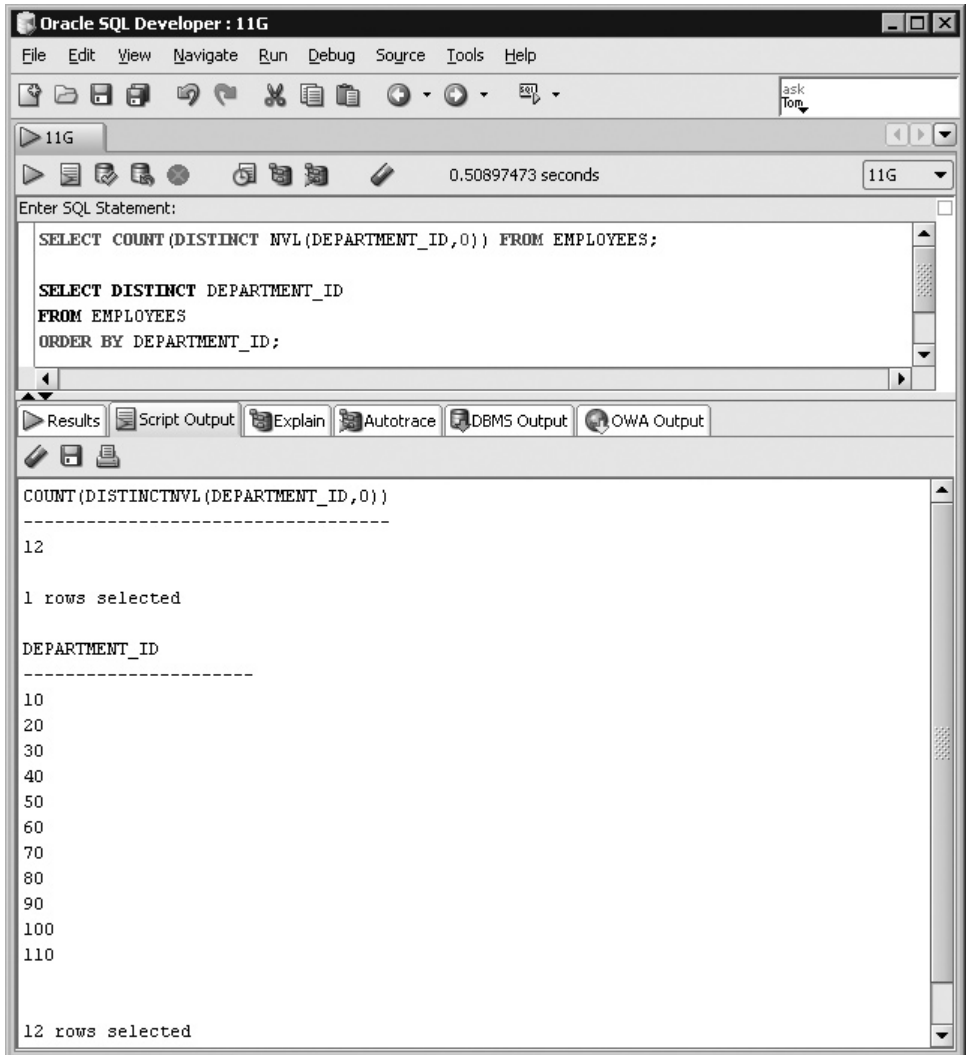 Oracle SQL Developer : 11G
File Edit View Navigate Run Debug Source Tools Help
SQL
ask
Tom
11G
0.50897473 seconds
11G
Enter SQL Statement:
SELECT COUNT(DISTINCT NVL(DEPARTMENT_ID,0)) FROM EMPLOYEES;
SELECT DISTINCT DEPARTMENT_ID
FROM EMPLOYEES
ORDER BY DEPARTMENT_ID;
Results Script Output Explain Autotrace DBMS Output OWA Output
COUNT(DISTINCTNVL(DEPARTMENT_ID,0))
-----------------------------------
12
1 rows selected
DEPARTMENT_ID
----------------------
10
20
30
40
50
60
70
80
90
100
110
12 rows selected